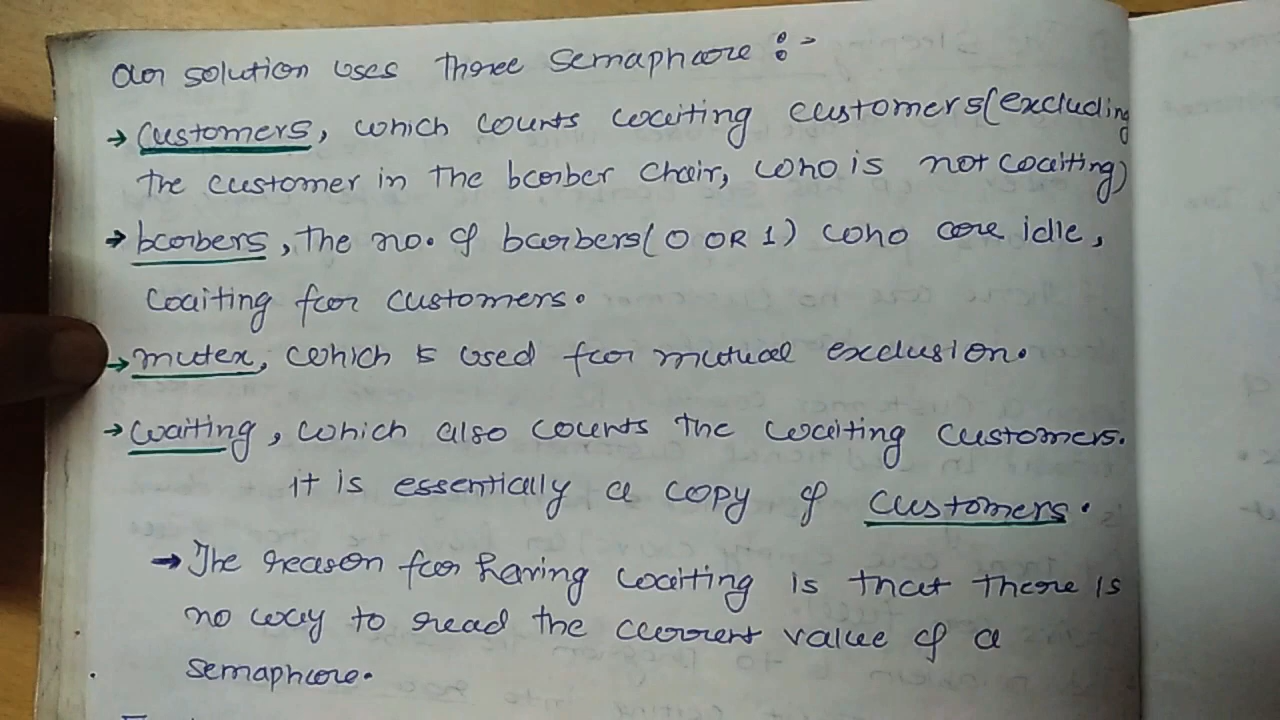 Our solution uses three semaphore :-
→ customers, which counts waiting customers(excluding
the customer in the barber chair, who is not waiting)
→ barbers, the no. of barbers(0 OR 1) who are idle,
waiting for customers.
→ mutex, which is used for mutual exclusion.
→ waiting, which also counts the waiting customers.
it is essentially a copy of customers.
→ The reason for having waiting is that there is
no way to read the current value of a
semaphore.